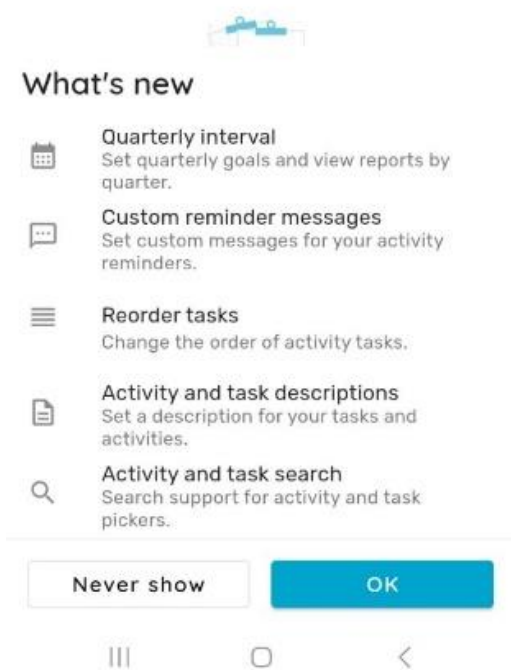 What's new
Quarterly interval
Set quarterly goals and view reports by
quarter.
Custom reminder messages
Set custom messages for your activity
reminders.
Reorder tasks
Change the order of activity tasks.
Activity and task descriptions
Set a description for your tasks and
activities.
Activity and task search
Search support for activity and task
pickers.
Never show
OK